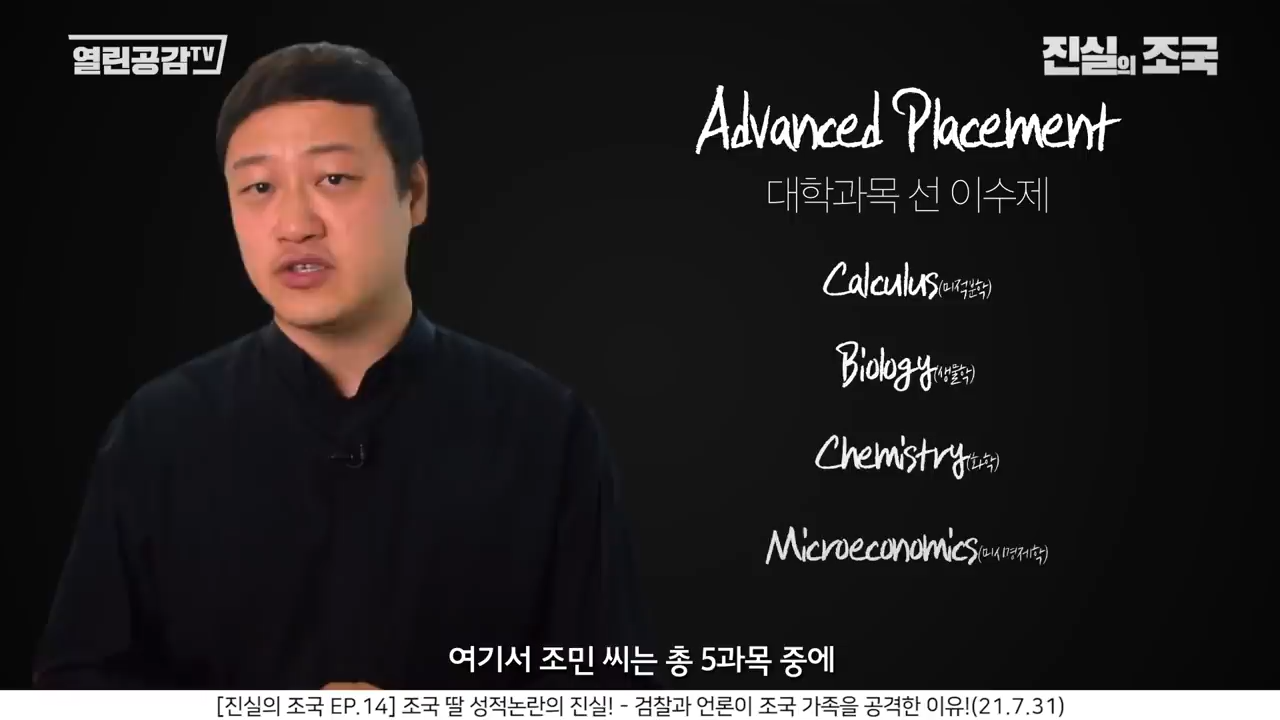 열린공감TV
진실의 조국
Advanced Placement
대학과목 선 이수제
Calculus(미적분학)
Biology(생물학)
Chemistry(화학)
Microeconomics(미시경제학)
여기서 조민 씨는 총 5과목 중에
[진실의 조국 EP.14] 조국 딸 성적논란의 진실! - 검찰과 언론이 조국 가족을 공격한 이유!(21.7.31)